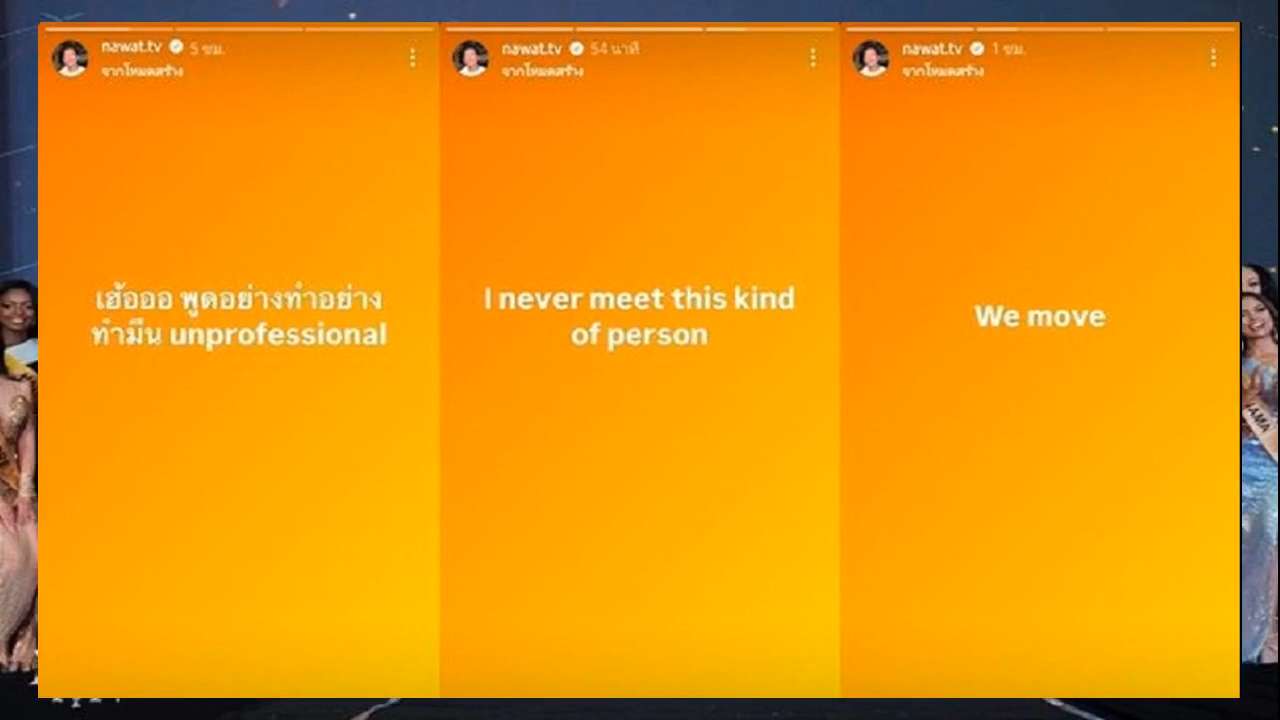 nawat.tv 5 ชม.
จากโหมดสร้าง
เฮ้อออ พูดอย่างทำอย่าง
ทำมึน unprofessional
nawat.tv 54 นาที
จากโหมดสร้าง
I never meet this kind
of person
nawat.tv 1 ชม.
จากโหมดสร้าง
We move
AMA